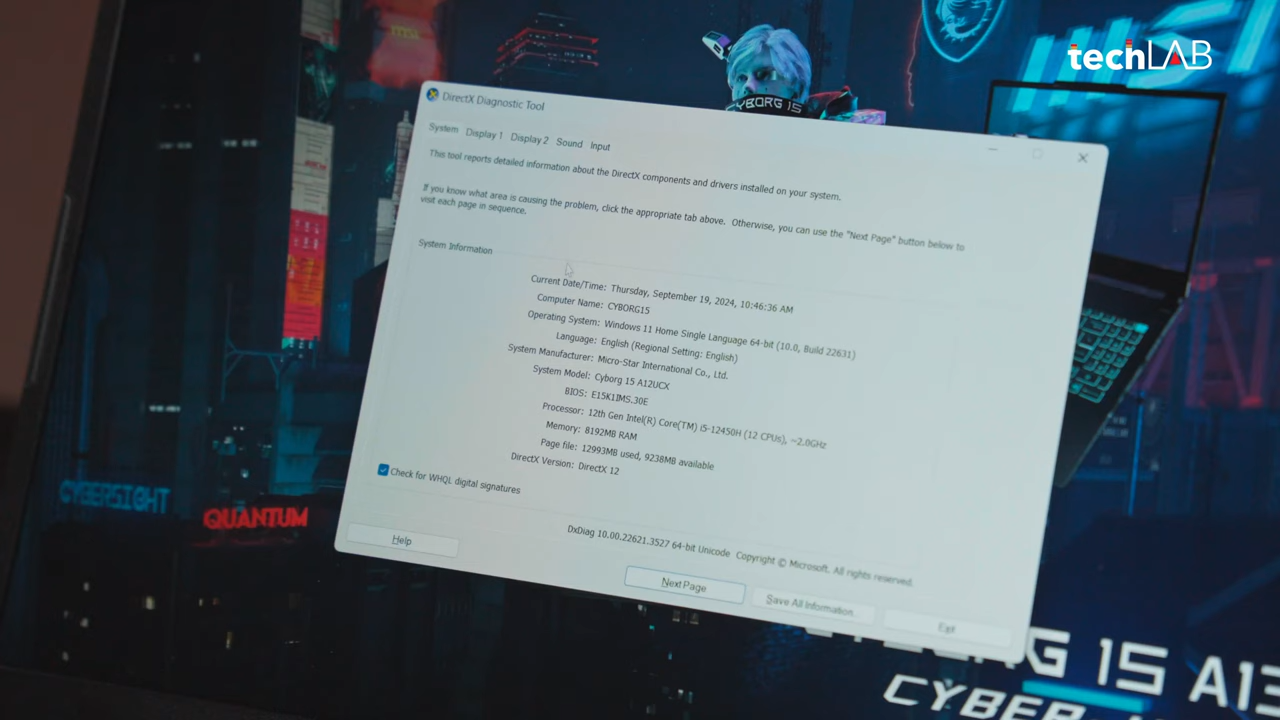 techLAB
CYBORG 15
DirectX Diagnostic Tool
System Display 1 Display 2 Sound Input
This tool reports detailed information about the DirectX components and drivers installed on your system.
If you know what area is causing the problem, click the appropriate tab above. Otherwise, you can use the "Next Page" button below to
visit each page in sequence.
System Information
Current Date/Time: Thursday, September 19, 2024, 10:46:36 AM
Computer Name: CYBORG15
Operating System: Windows 11 Home Single Language 64-bit (10.0, Build 22631)
Language: English (Regional Setting: English)
System Manufacturer: Micro-Star International Co., Ltd.
System Model: Cyborg 15 A12UCX
BIOS: E15K1IMS.30E
Processor: 12th Gen Intel(R) Core(TM) i5-12450H (12 CPUs), ~2.0GHz
Memory: 8192MB RAM
Page file: 12993MB used, 9238MB available
DirectX Version: DirectX 12
Check for WHQL digital signatures
DxDiag 10.00.22621.3527 64-bit Unicode Copyright © Microsoft. All rights reserved.
Help
Next Page
Save All Information
Exit
CYBERSIGHT
QUANTUM
G 15 A13
CYBER